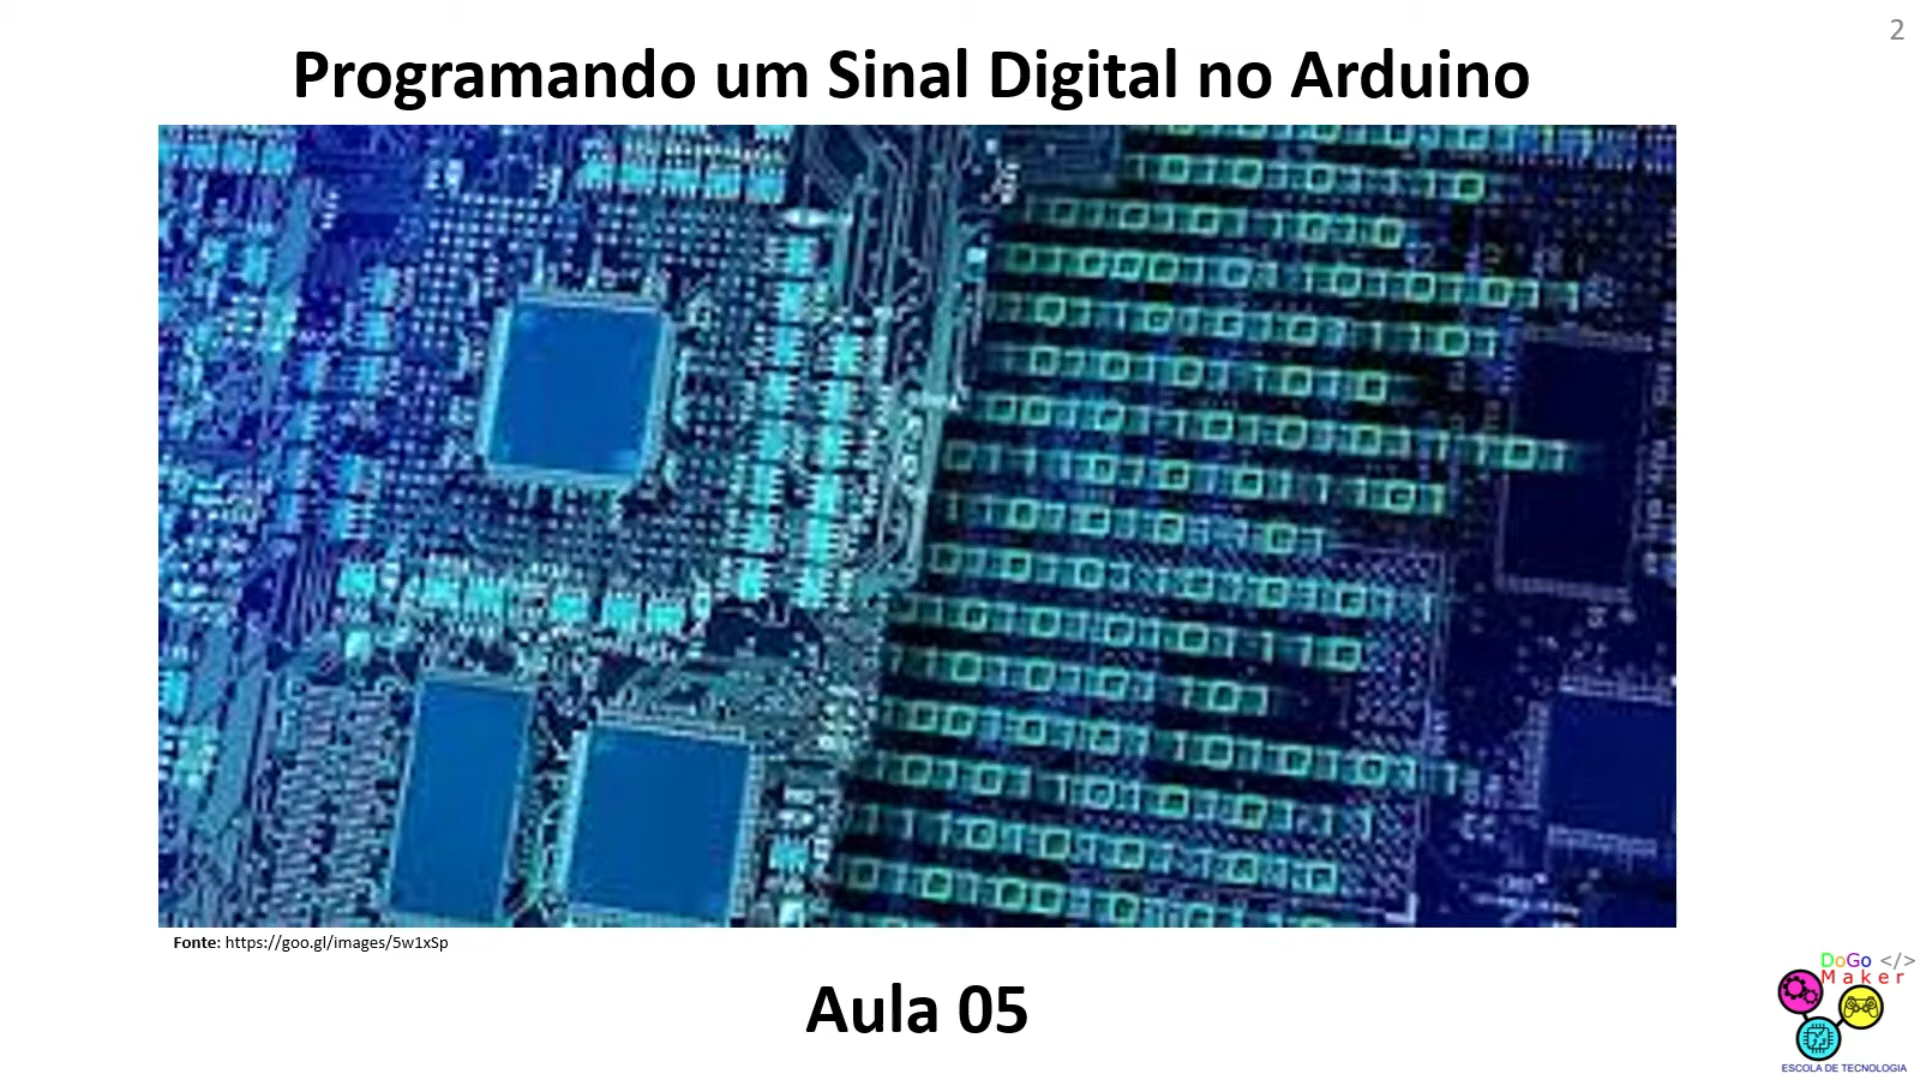 2
Programando um Sinal Digital no Arduino
Fonte: https://goo.gl/images/5w1xSp
Aula 05
DoGo </>
Maker
ESCOLA DE TECNOLOGIA